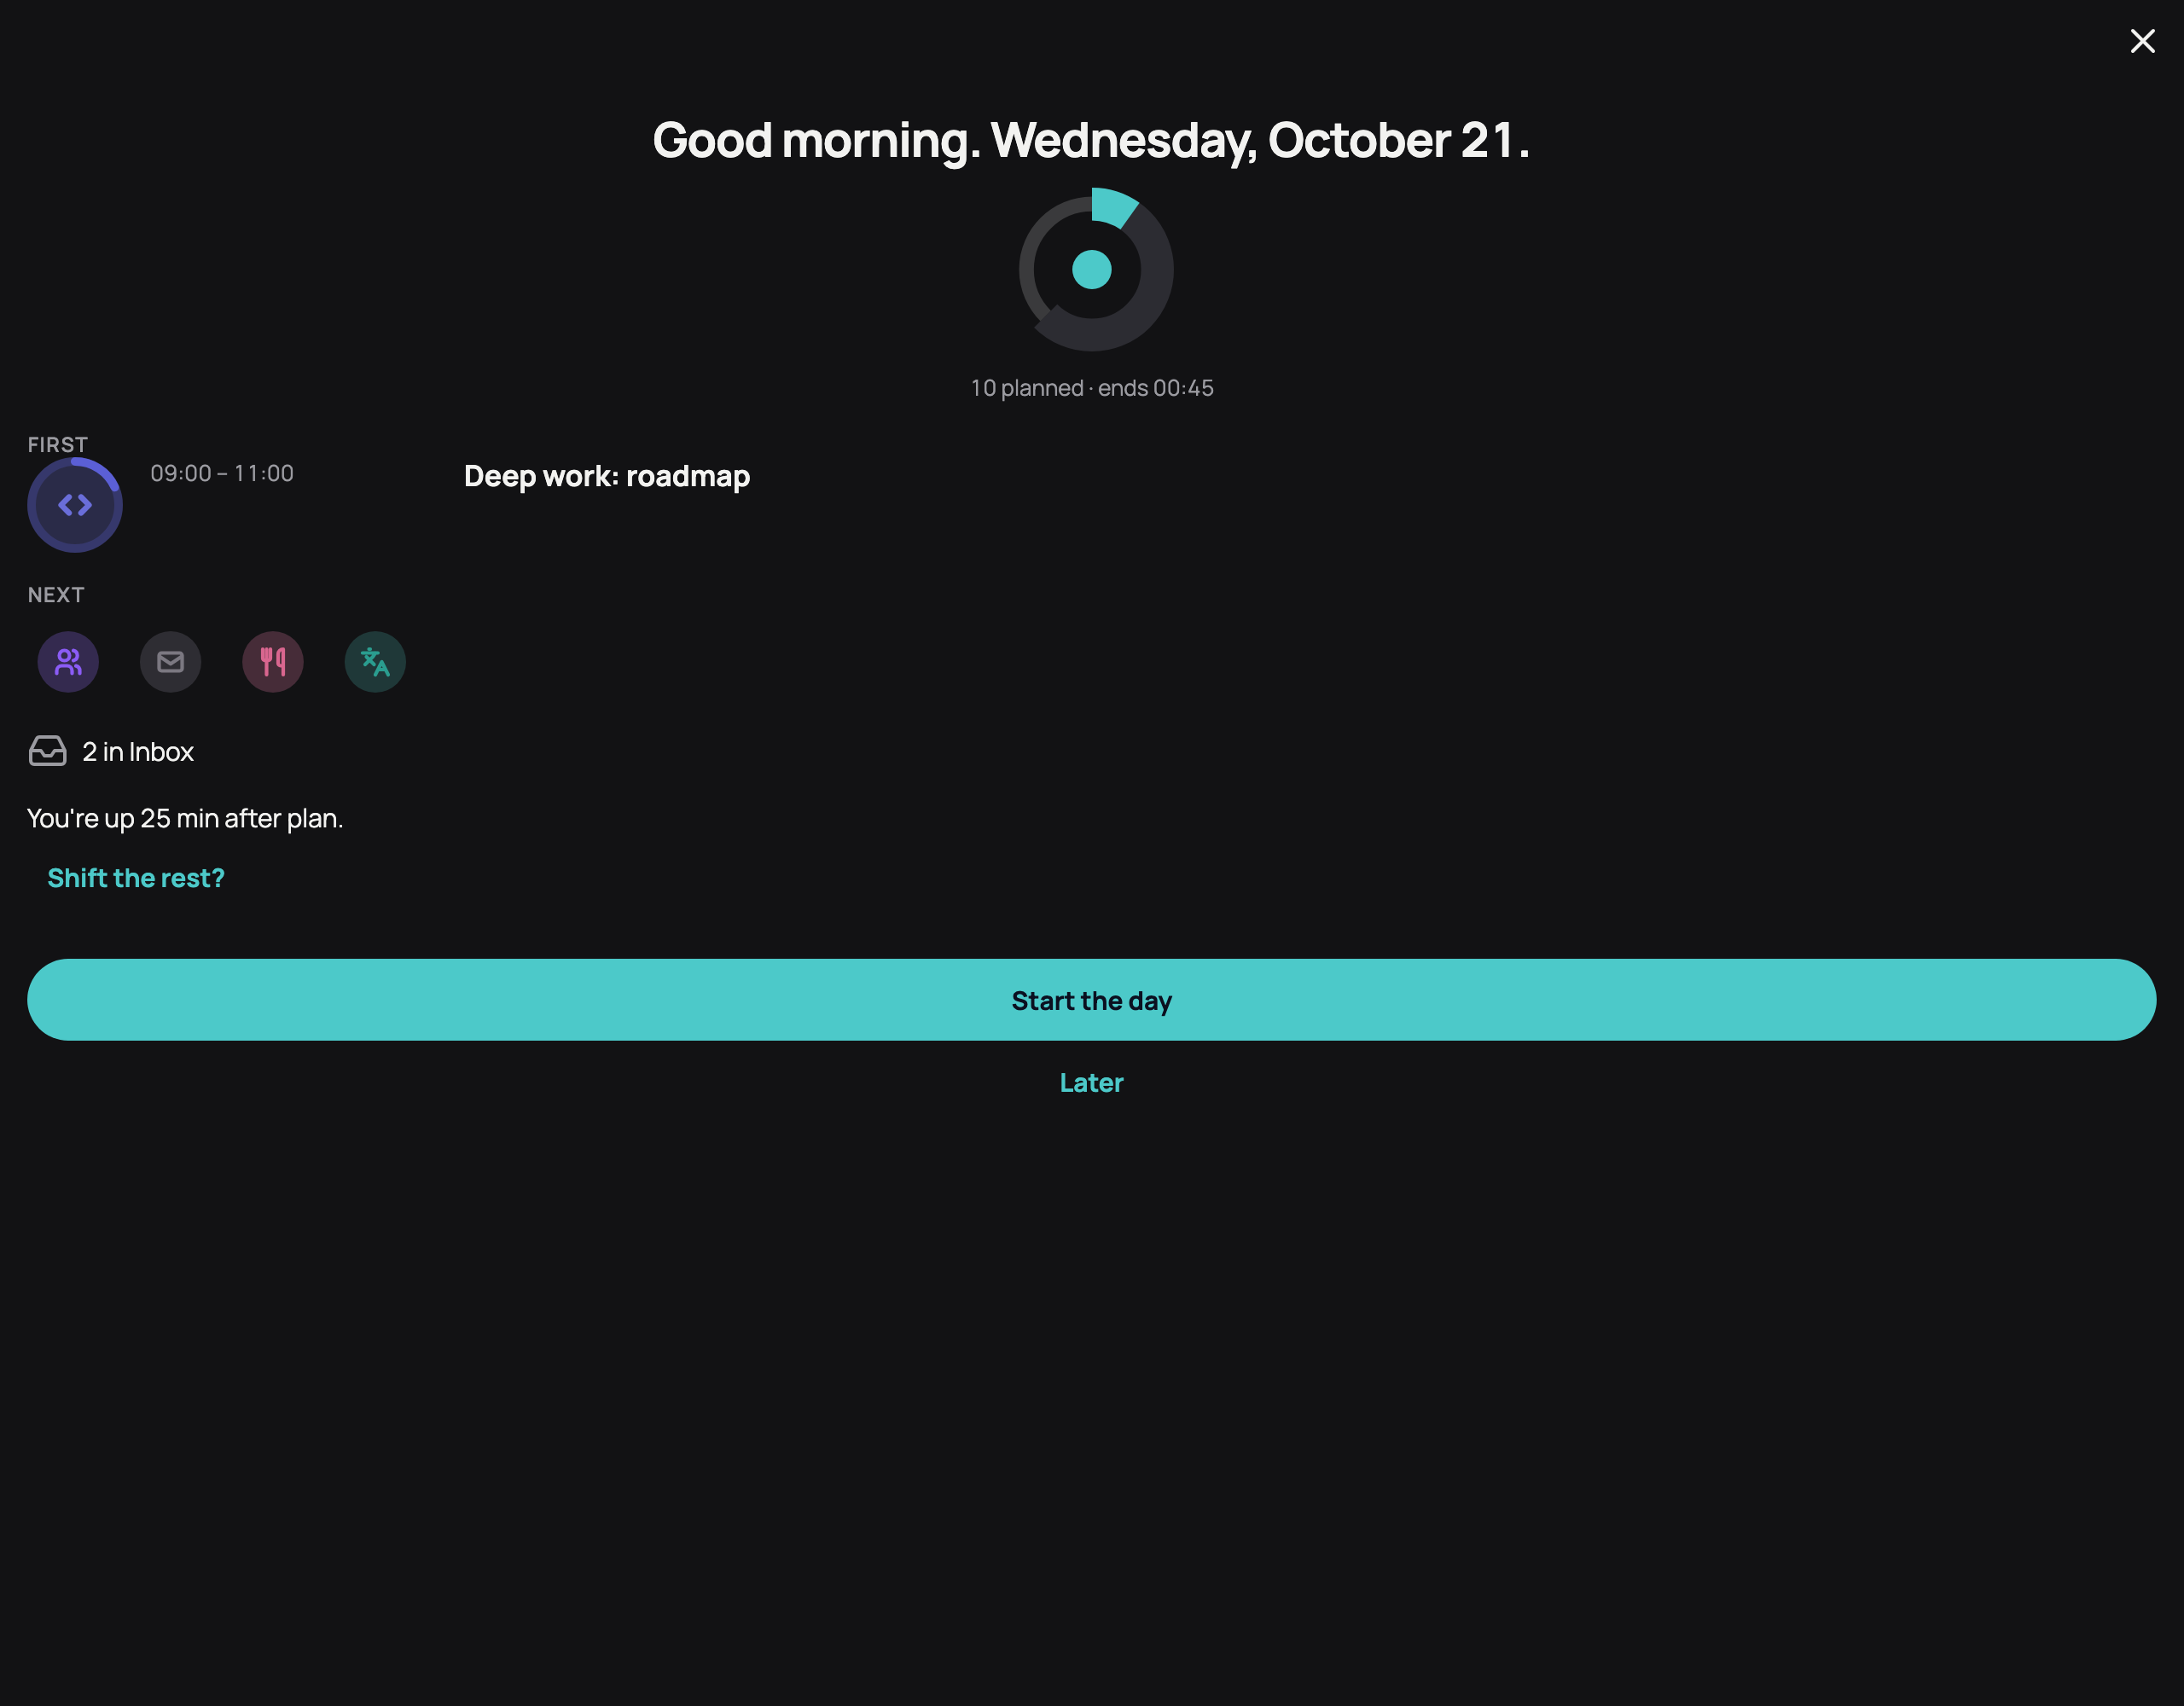 Good morning. Wednesday, October 21.
10 planned · ends 00:45
FIRST
09:00 – 11:00
Deep work: roadmap
NEXT
2 in Inbox
You're up 25 min after plan.
Shift the rest?
Start the day
Later